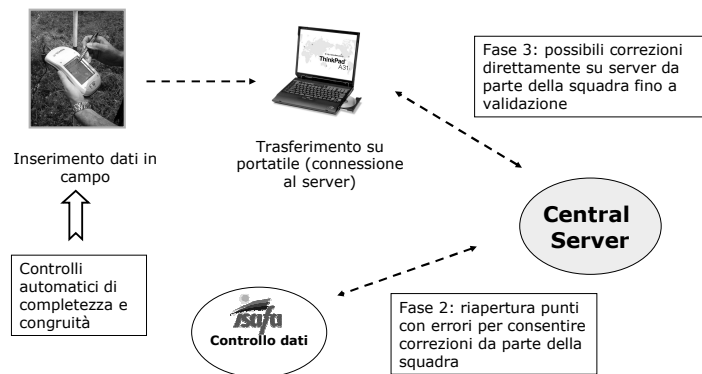 ThinkPad
A31
Fase 3: possibili correzioni
direttamente su server da
parte della squadra fino a
validazione
Inserimento dati in
campo
Trasferimento su
portatile (connessione
al server)
Central
Server
Controlli
automatici di
completezza e
congruità
isafa
Controllo dati
Fase 2: riapertura punti
con errori per consentire
correzioni da parte della
squadra